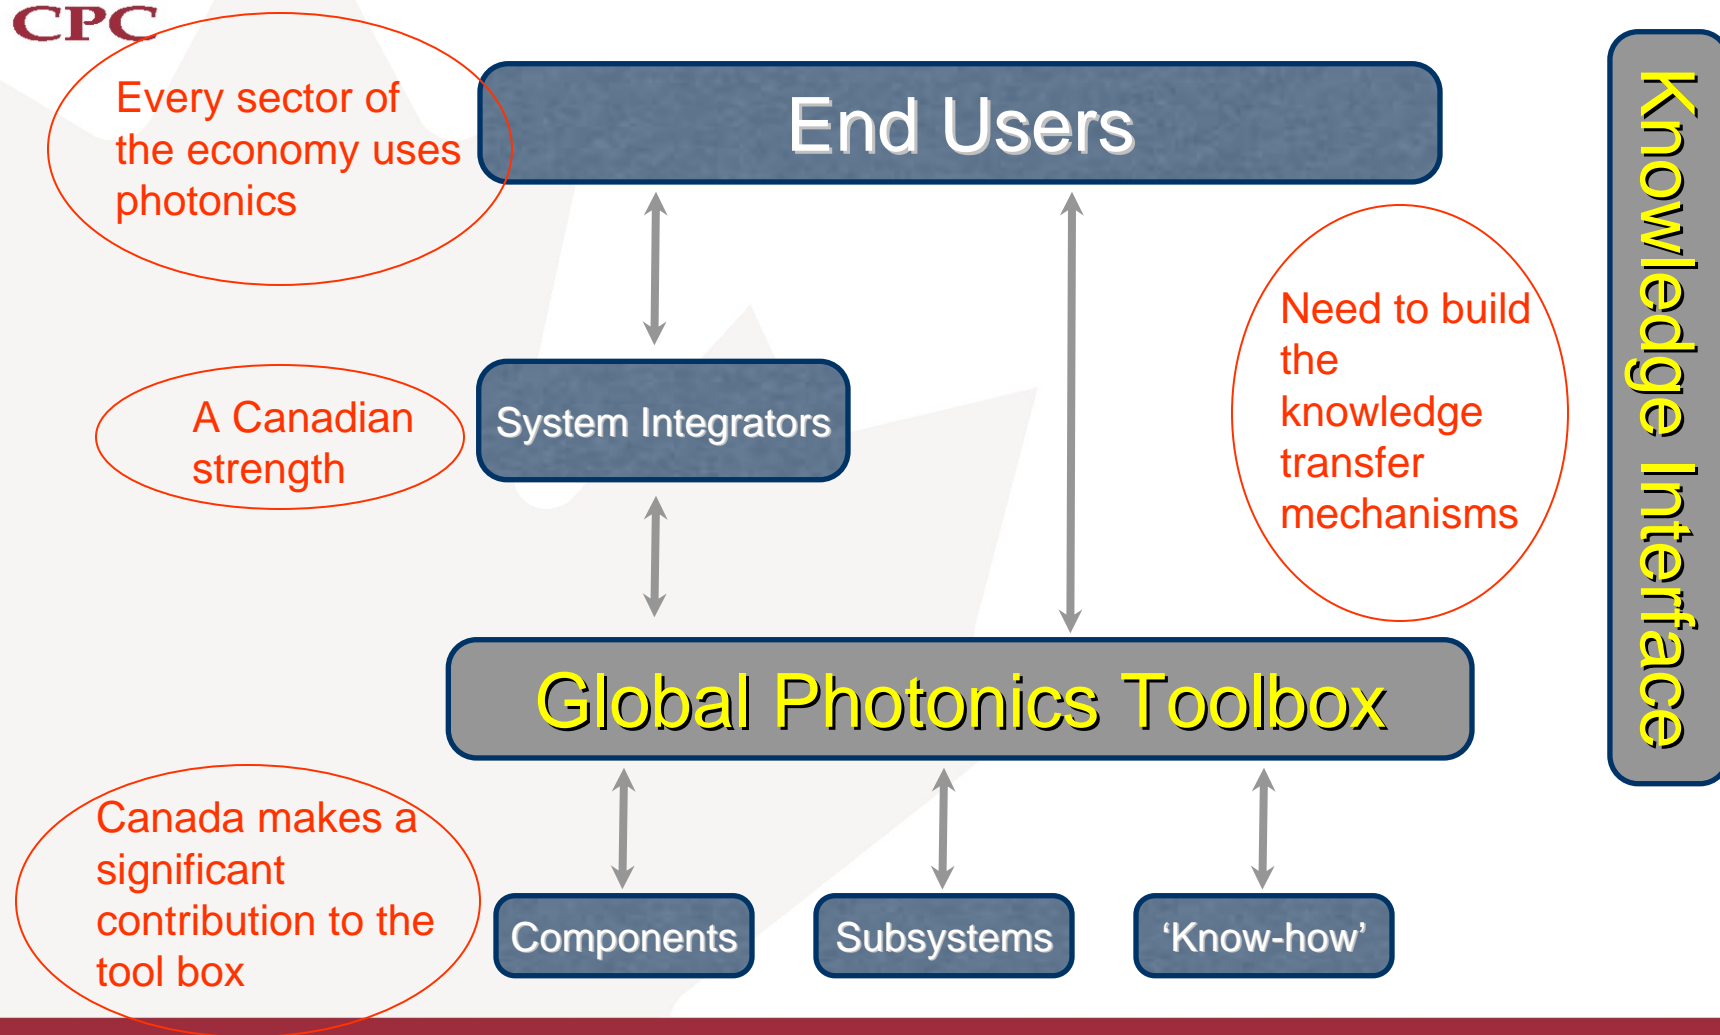 CPC
Every sector of
the economy uses
photonics
End Users
Need to build
the
knowledge
transfer
mechanisms
A Canadian
strength
System Integrators
Global Photonics Toolbox
Canada makes a
significant
contribution to the
tool box
Components
Subsystems
‘Know-how’
Knowledge Interface